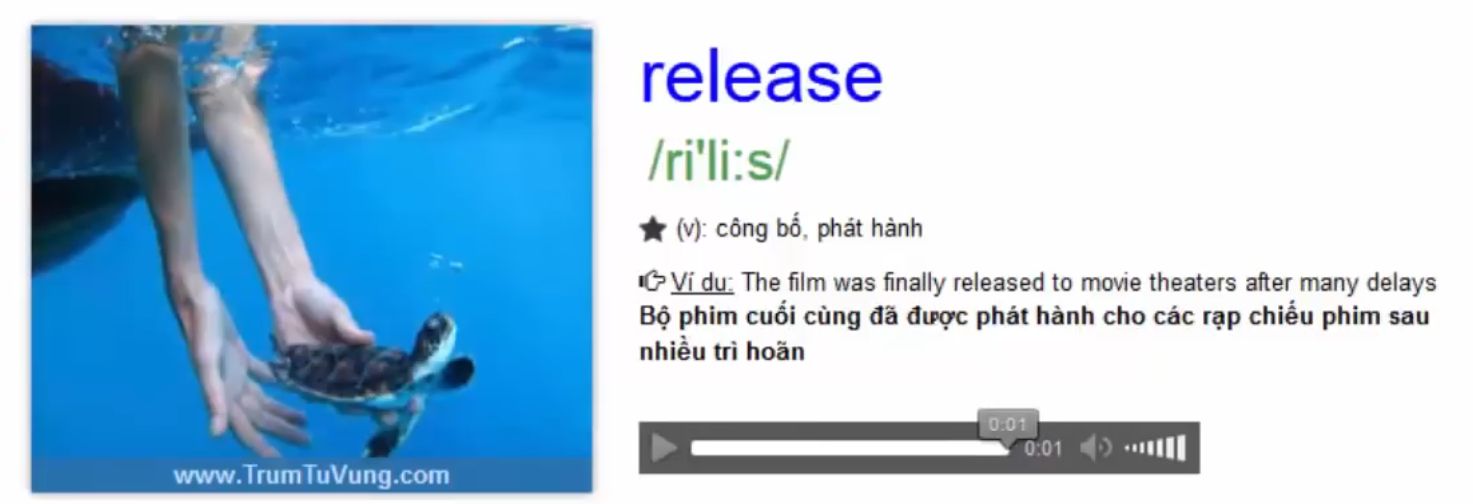 release
/ri'li:s/
(v): công bố, phát hành
Ví dụ: The film was finally released to movie theaters after many delays
Bộ phim cuối cùng đã được phát hành cho các rạp chiếu phim sau
nhiều trì hoãn
0:01
0:01
www.TrumTuVung.com